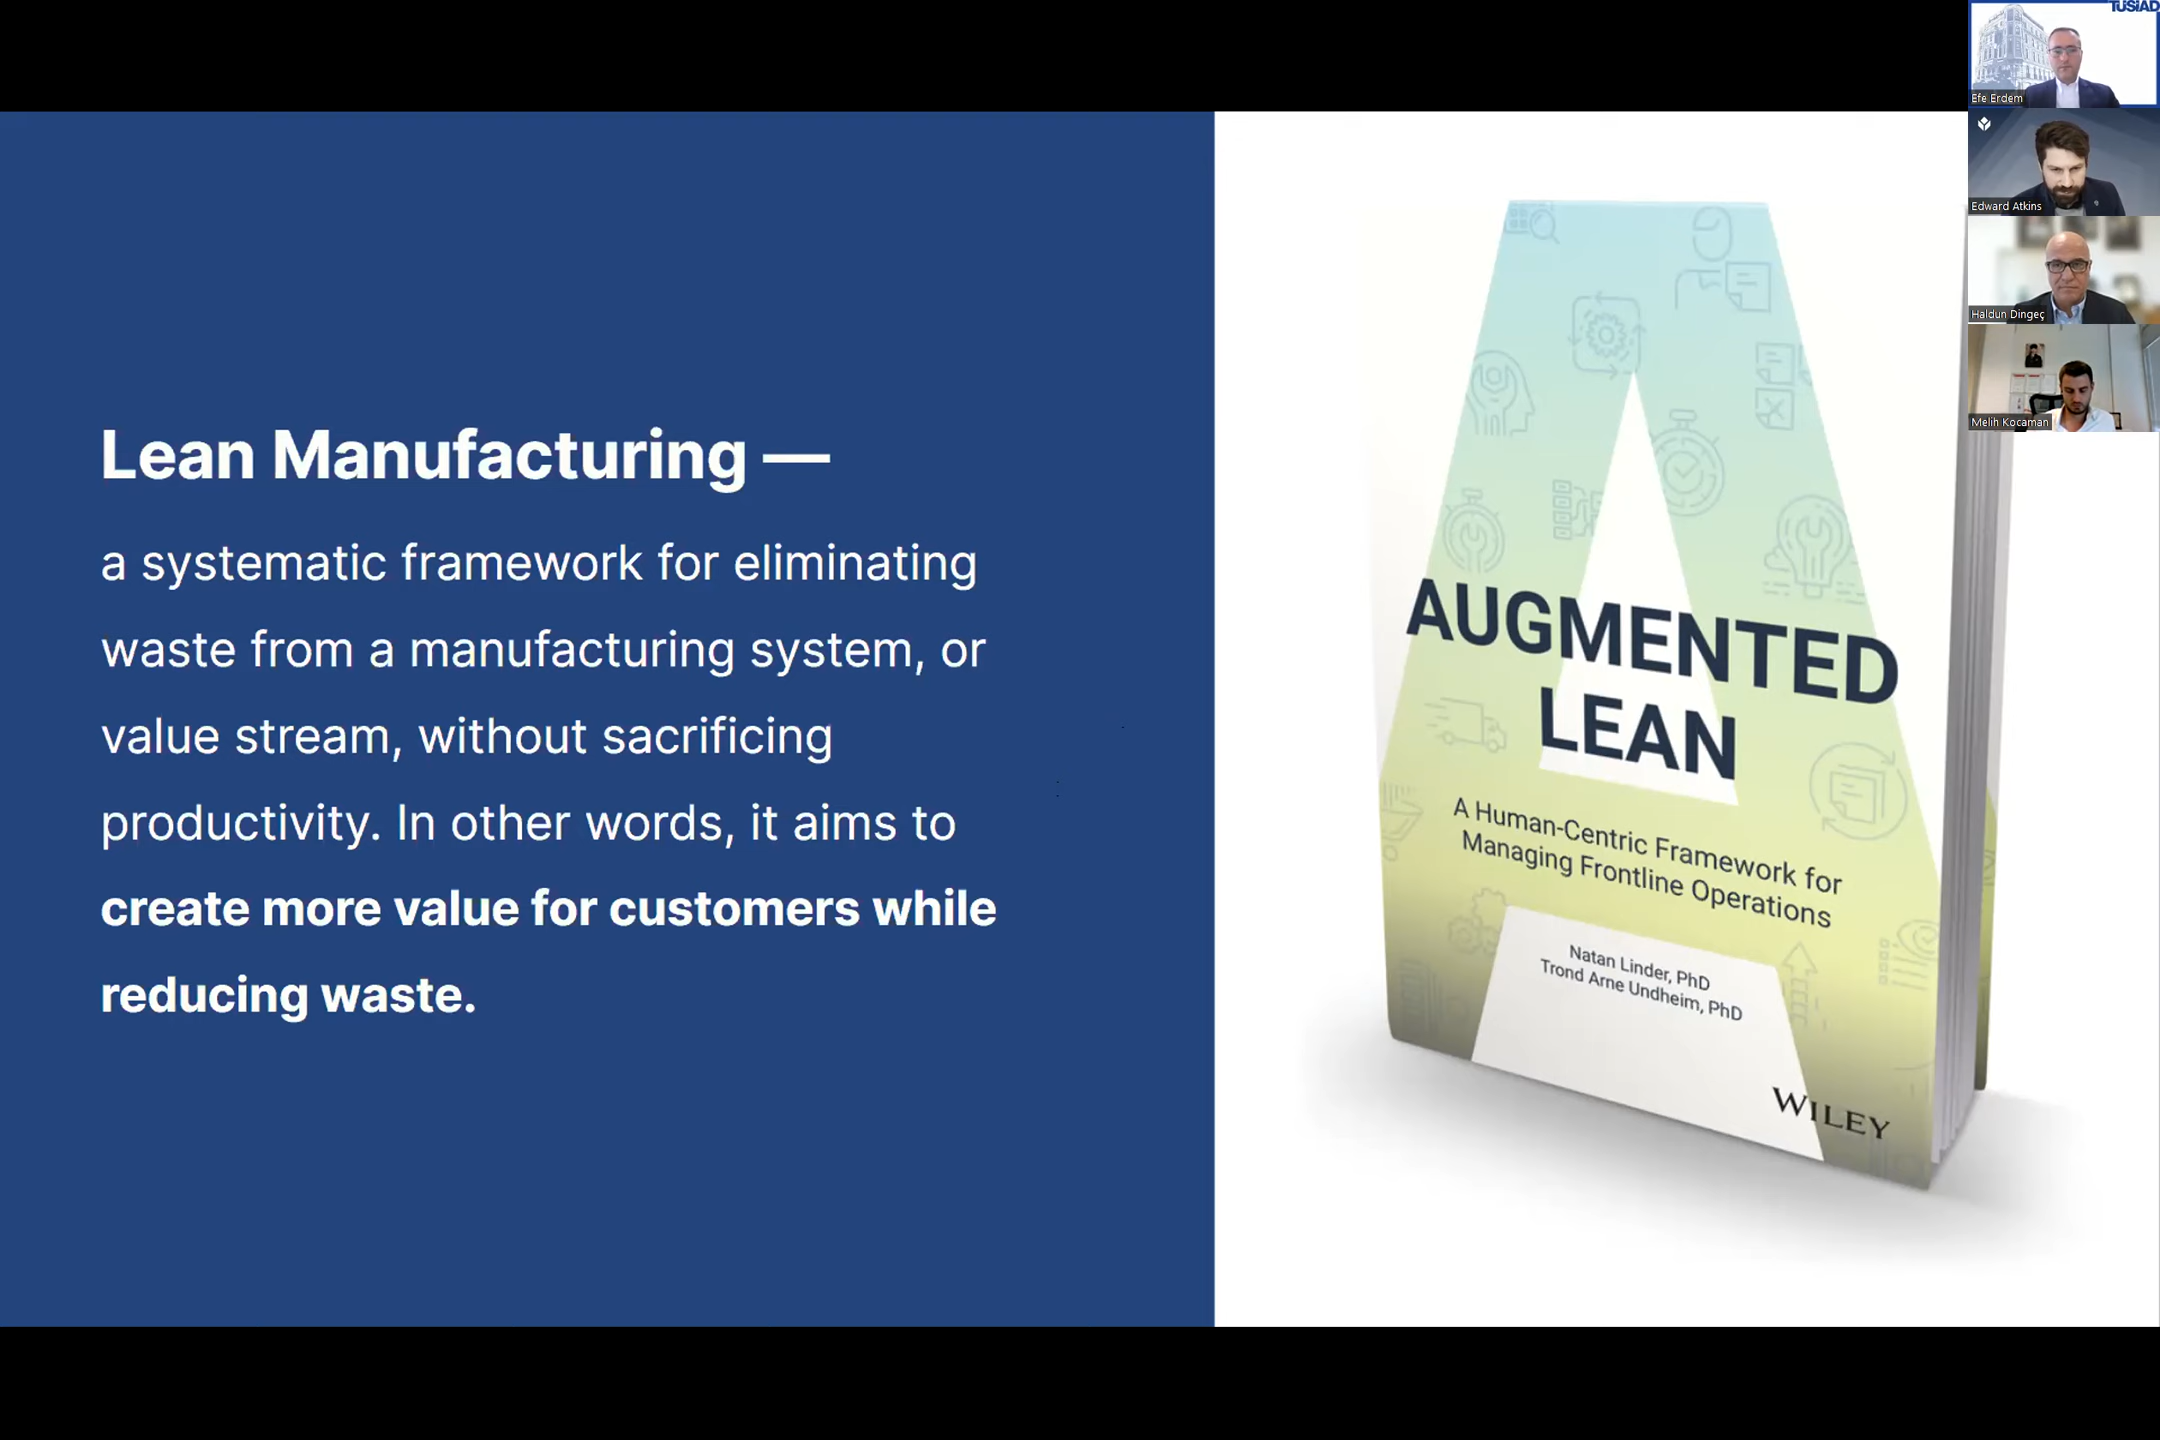 Lean Manufacturing —
a systematic framework for eliminating
waste from a manufacturing system, or
value stream, without sacrificing
productivity. In other words, it aims to
create more value for customers while
reducing waste.
AUGMENTED
LEAN
A Human-Centric Framework for
Managing Frontline Operations
Natan Linder, PhD
Trond Arne Undheim, PhD
WILEY
TÜSİAD
Efe Erdem
Edward Atkins
Haldun Dingeç
Melih Kocaman